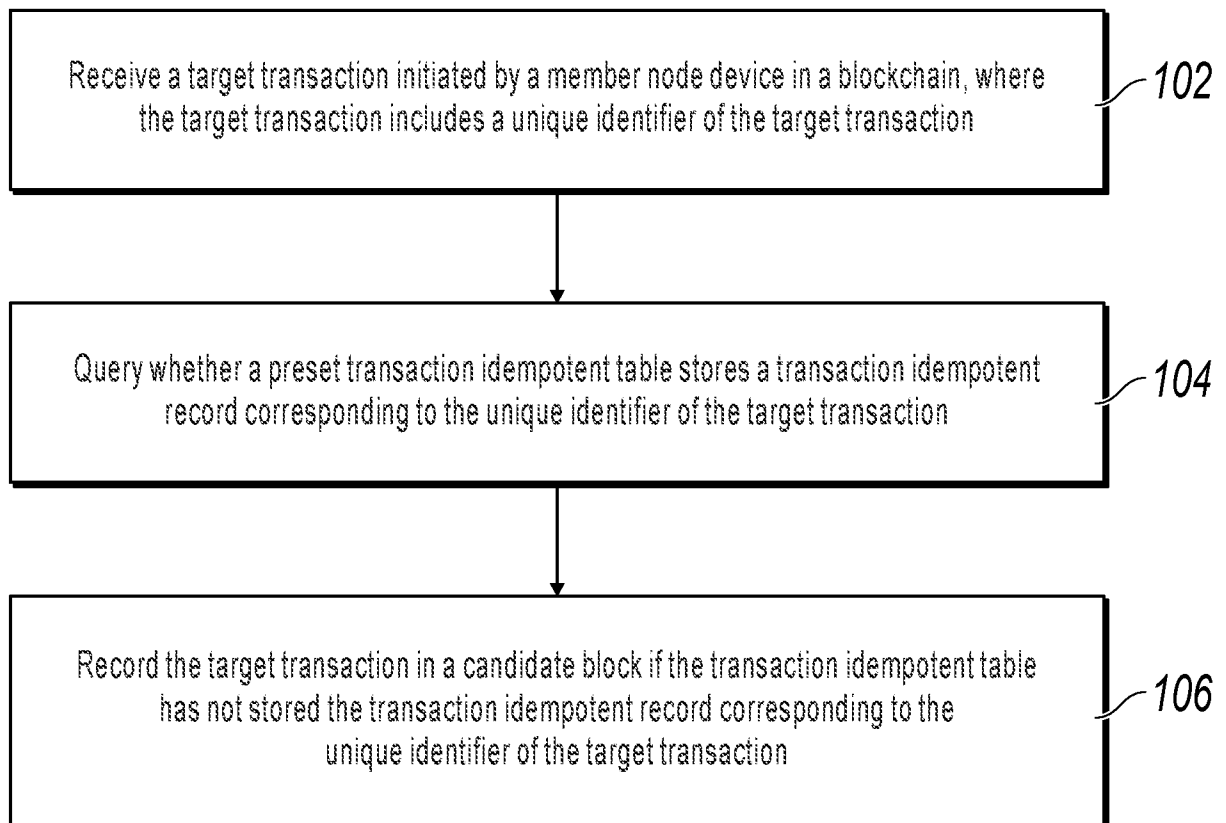 Receive a target transaction initiated by a member node device in a blockchain, where
the target transaction includes a unique identifier of the target transaction
102
Query whether a preset transaction idempotent table stores a transaction idempotent
record corresponding to the unique identifier of the target transaction
104
Record the target transaction in a candidate block if the transaction idempotent table
has not stored the transaction idempotent record corresponding to the
unique identifier of the target transaction
106